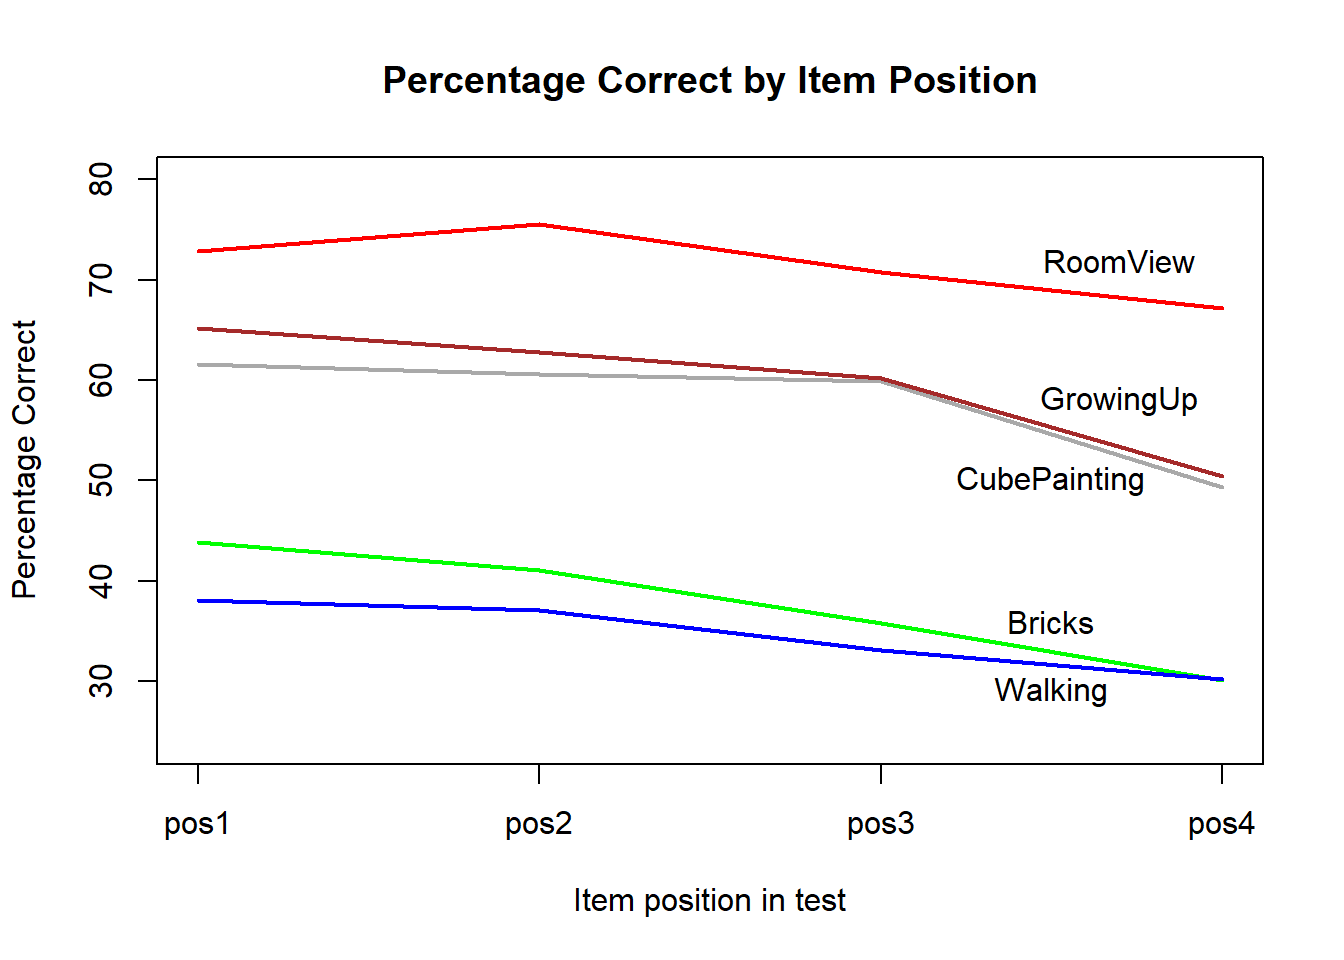 Percentage Correct by Item Position
Percentage Correct
80
70
60
50
40
30
RoomView
GrowingUp
CubePainting
Bricks
Walking
pos1 pos2 pos3 pos4
Item position in test